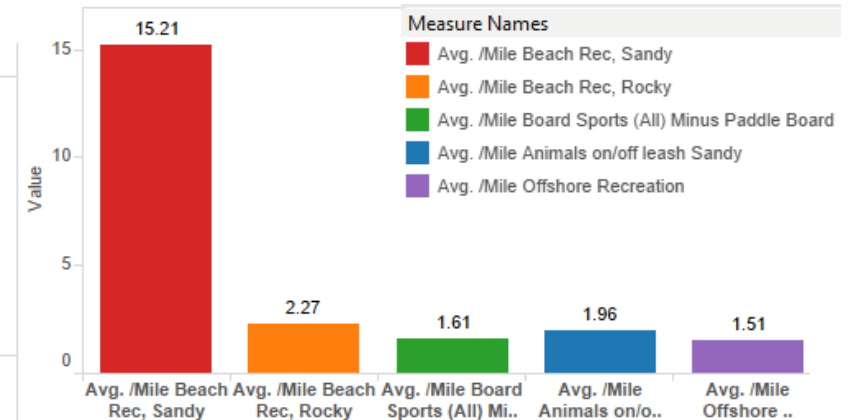 Measure Names
Avg. /Mile Beach Rec, Sandy
Avg. /Mile Beach Rec, Rocky
Avg. /Mile Board Sports (All) Minus Paddle Board
Avg. /Mile Animals on/off leash Sandy
Avg. /Mile Offshore Recreation
Value
15
10
5
0
15.21
2.27
1.61
1.96
1.51
Avg. /Mile Beach
Rec, Sandy
Avg. /Mile Beach
Rec, Rocky
Avg. /Mile Board
Sports (All) Mi..
Avg. /Mile
Animals on/o..
Avg. /Mile
Offshore ..